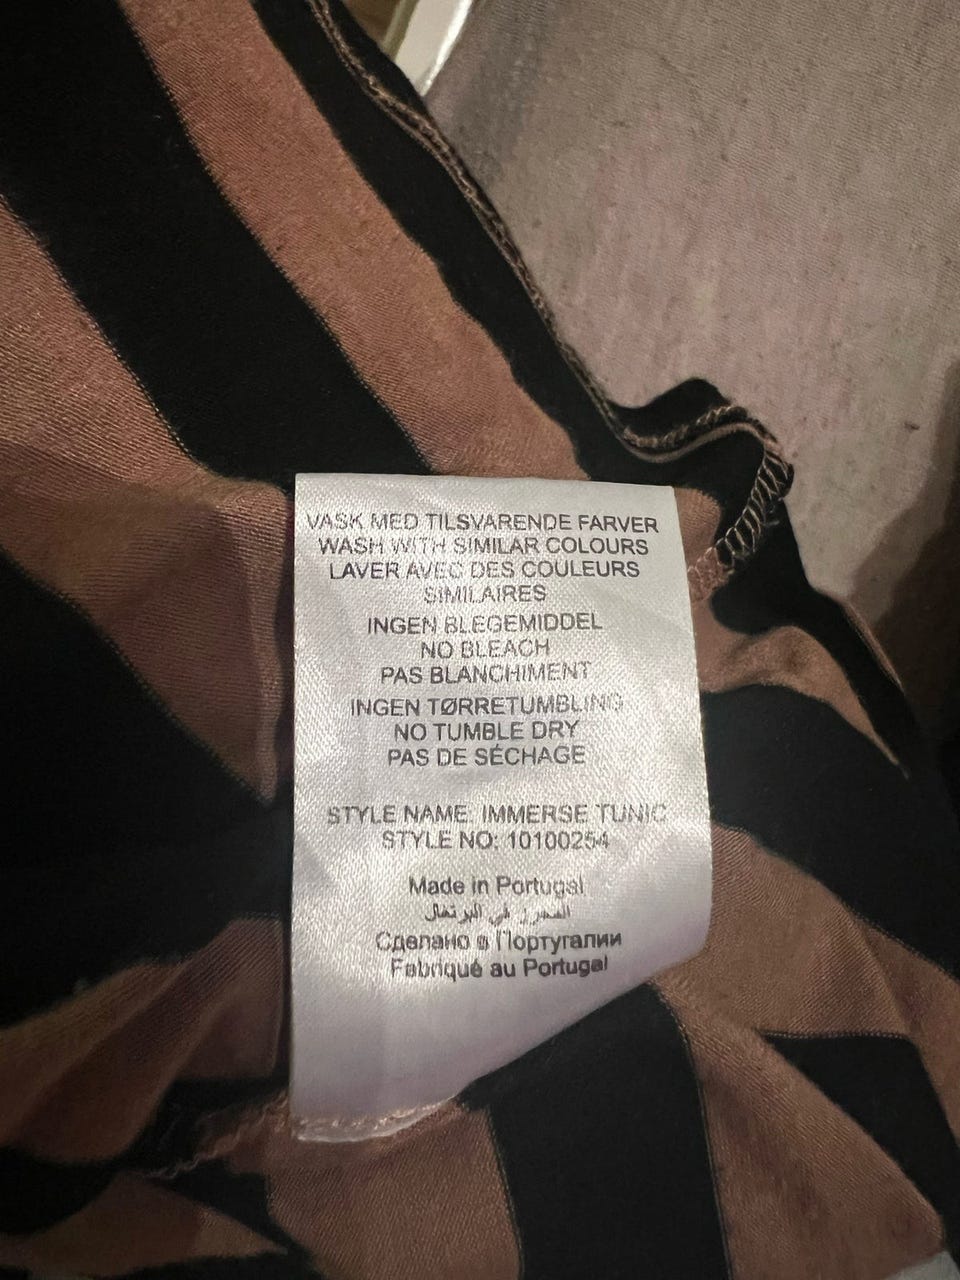 VASK MED TILSVARENDE FARVER
WASH WITH SIMILAR COLOURS
LAVER AVEC DES COULEURS
SIMILAIRES
INGEN BLEGEMIDDEL
NO BLEACH
PAS BLANCHIMENT
INGEN TØRRETUMBLING
NO TUMBLE DRY
PAS DE SÉCHAGE
STYLE NAME: IMMERSE TUNIC
STYLE NO: 10100254
Made in Portugal
في البرتغال
Сделано в Португалии
Fabriqué au Portugal